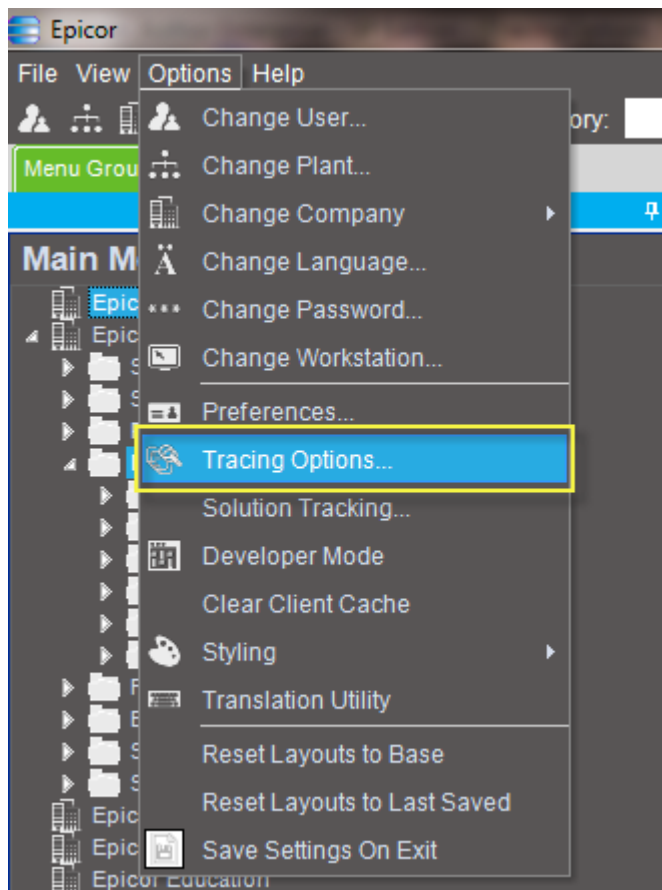 Epicor
File View Options Help
Change User...
ory:
Menu Grou
Change Plant...
Change Company
Main M
Ä Change Language...
Epic
*** Change Password...
Epic
Change Workstation...
Preferences...
Tracing Options...
Solution Tracking...
Developer Mode
Clear Client Cache
Styling
Translation Utility
Reset Layouts to Base
Reset Layouts to Last Saved
Epic
Epic
Save Settings On Exit
Epicor Education